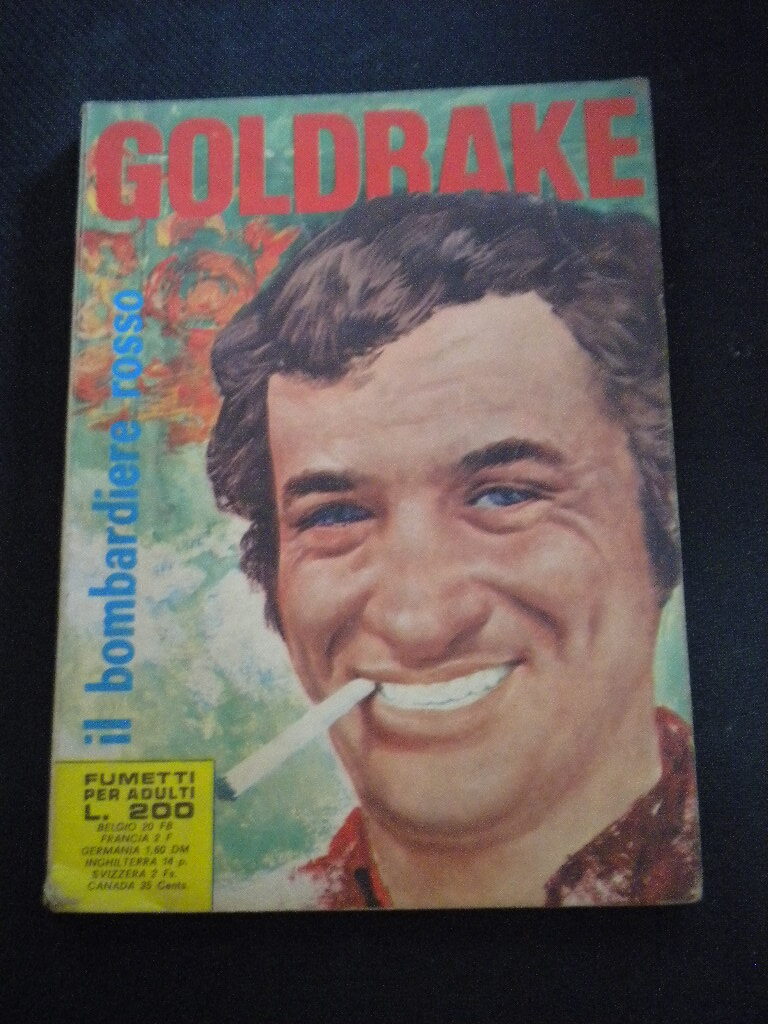 GOLDRAKE
il bombardiere rosso
FUMETTI
PER ADULTI
L. 200
BELGIO 20 FB
FRANCIA 2 F
GERMANIA 1,60 DM
INGHILTERRA 14 p.
SVIZZERA 2 Fs.
CANADA 35 Cents.